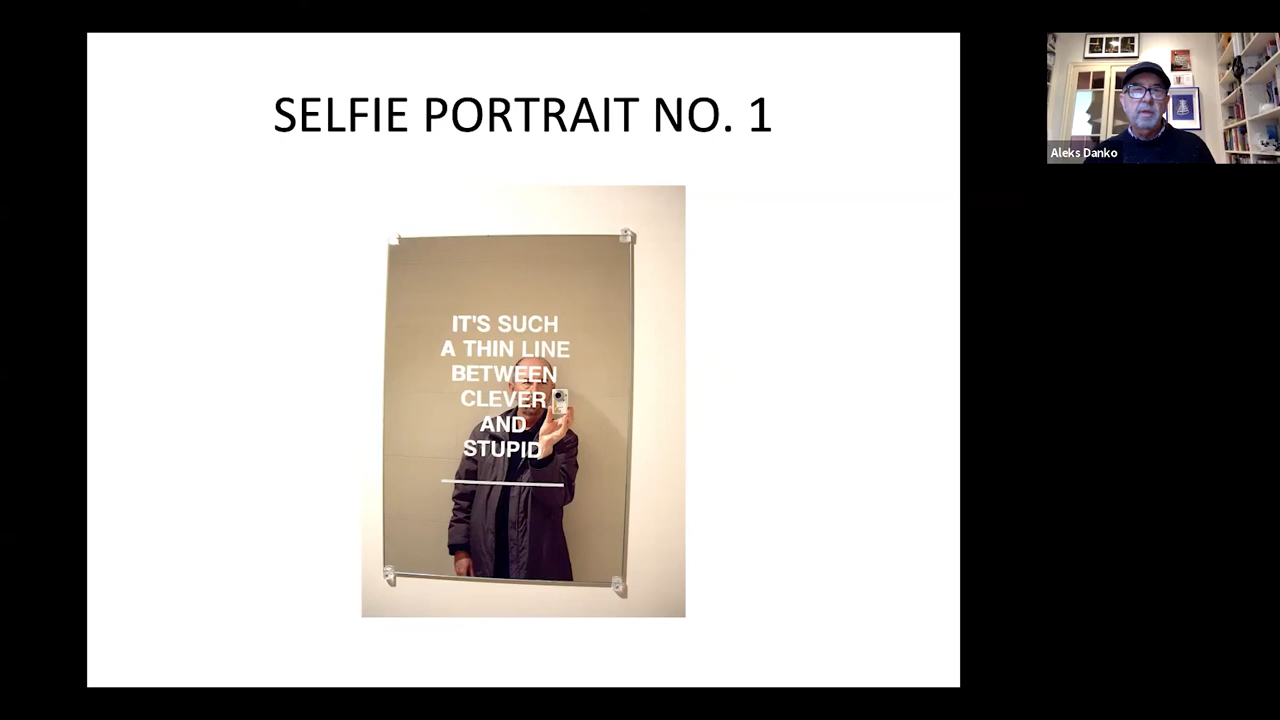 SELFIE PORTRAIT NO. 1
IT'S SUCH
A THIN LINE
BETWEEN
CLEVER
AND
STUPID
Aleks Danko